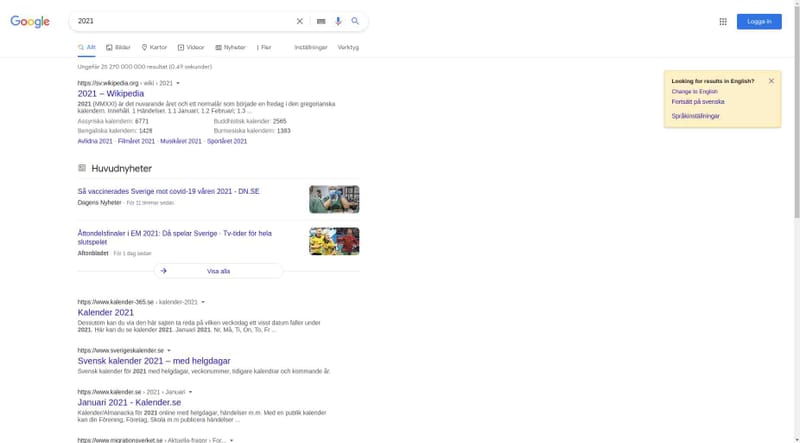 Google
2021
Logga in
Allt Bilder Kartor Videor Nyheter Fler Inställningar Verktyg
Ungefär 25 270 000 000 resultat (0,49 sekunder)
https://sv.wikipedia.org › wiki › 2021
2021 – Wikipedia
2021 (MMXXI) är det nuvarande året och ett normalår som började en fredag i den gregorianska
kalendern. Innehåll. 1 Händelser. 1.1 Januari; 1.2 Februari; 1.3 ...
Assyriska kalendern: 6771 Buddhistisk kalender: 2565
Bengaliska kalendern: 1428 Burmesiska kalendern: 1383
Avlidna 2021 · Filmåret 2021 · Musikåret 2021 · Sportåret 2021
Looking for results in English?
Change to English
Fortsätt på svenska
Språkinställningar
Huvudnyheter
Så vaccinerades Sverige mot covid-19 våren 2021 - DN.SE
Dagens Nyheter · För 11 timmar sedan
Åttondelsfinaler i EM 2021: Då spelar Sverige · Tv-tider för hela
slutspelet
Aftonbladet · För 1 dag sedan
Visa alla
https://www.kalender-365.se › kalender-2021
Kalender 2021
Dessutom kan du via den här sajten ta reda på vilken veckodag ett visst datum faller under
2021. Här kan du se kalender 2021. Januari 2021. Nr, Må, Ti, On, To, Fr ...
https://www.sverigeskalender.se
Svensk kalender 2021 – med helgdagar
Svensk kalender för 2021 med helgdagar, veckonummer, tidigare kalendrar och kommande år.
https://www.kalender.se › 2021 › Januari
Januari 2021 - Kalender.se
Kalender/Almanacka för 2021 online med helgdagar, händelser m.m. Med en publik kalender
kan din Förening, Företag, Skola m.m publicera händelser ...
https://www.migrationsverket.se › Aktuella-fragor › For...